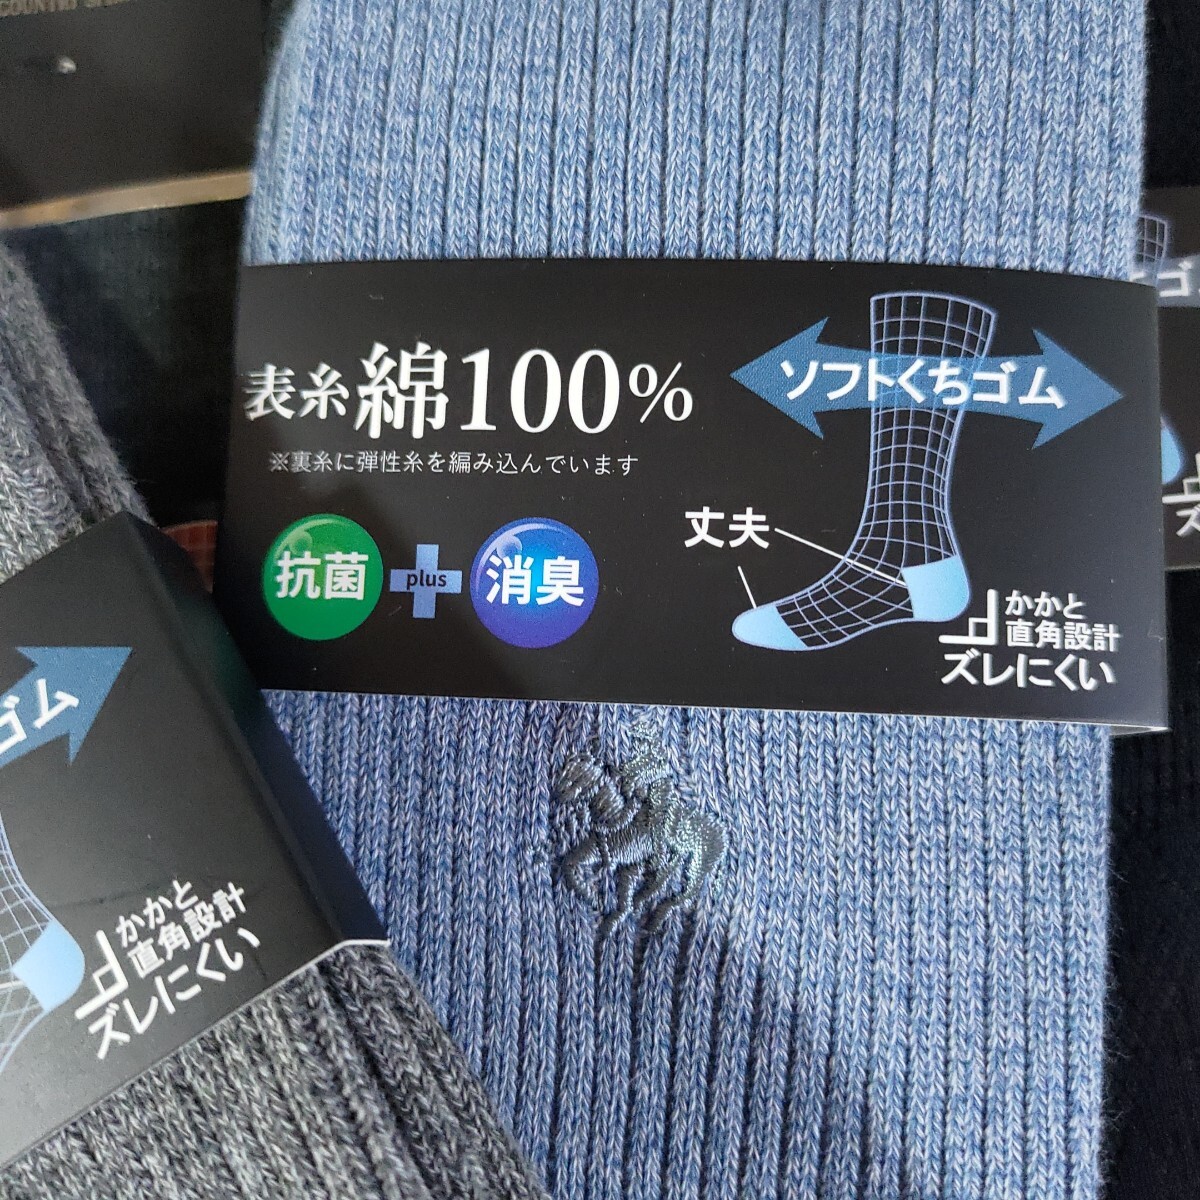 COUNTRY
表糸綿100%
※裏糸に弾性糸を編み込んでいます
抗菌 plus 消臭
ソフトくちゴム
丈夫
かかと
直角設計
ズレにくい
ゴム
かかと
直角設計
ズレにくい
ゴ
ズ